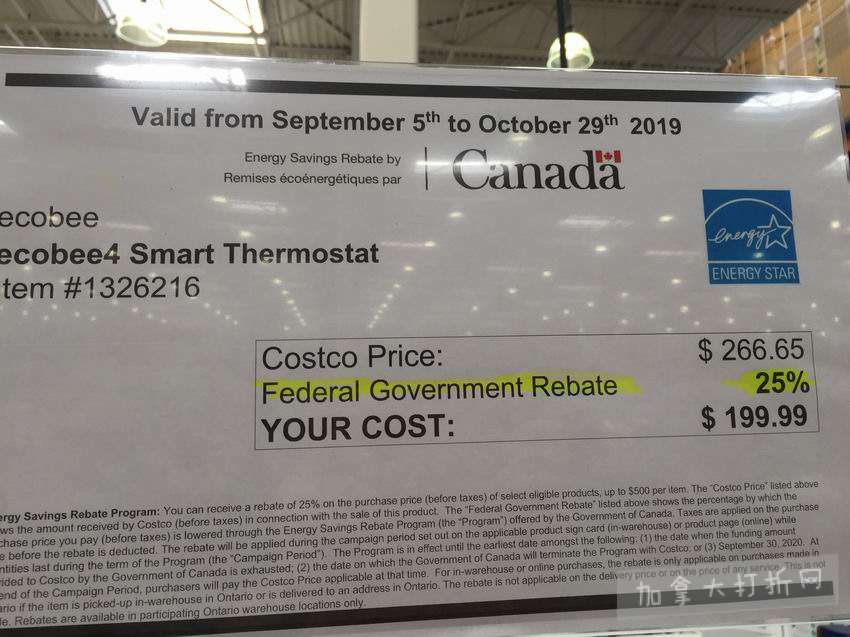 Valid from September 5th to October 29th 2019
Energy Savings Rebate by
Remises écoénergétiques par
Canada
ecobee
ecobee4 Smart Thermostat
tem #1326216
energy
ENERGY STAR
Costco Price: $ 266.65
Federal Government Rebate 25%
YOUR COST: $ 199.99
ergy Savings Rebate Program: You can receive a rebate of 25% on the purchase price (before taxes) of select eligible products, up to $500 per item. The "Costco Price" listed above
ws the amount received by Costco (before taxes) in connection with the sale of this product. The "Federal Government Rebate" listed above shows the percentage by which the
chase price you pay (before taxes) is lowered through the Energy Savings Rebate Program (the "Program") offered by the Government of Canada. Taxes are applied on the purchase
e before the rebate is deducted. The rebate will be applied during the campaign period set out on the applicable product sign card (in-warehouse) or product page (online) while
ntities last during the term of the Program (the "Campaign Period"). The Program is in effect until the earliest date amongst the following: (1) the date when the funding amount
vided to Costco by the Government of Canada is exhausted; (2) the date on which the Government of Canada will terminate the Program with Costco; or (3) September 30, 2020. At
end of the Campaign Period, purchasers will pay the Costco Price applicable at that time. For in-warehouse or online purchases, the rebate is only applicable on purchases made in
ario if the item is picked-up in-warehouse in Ontario or is delivered to an address in Ontario. The rebate is not applicable on the delivery price or on the price of any service. This is not
le. Rebates are available in participating Ontario warehouse locations only.
加拿大打折网